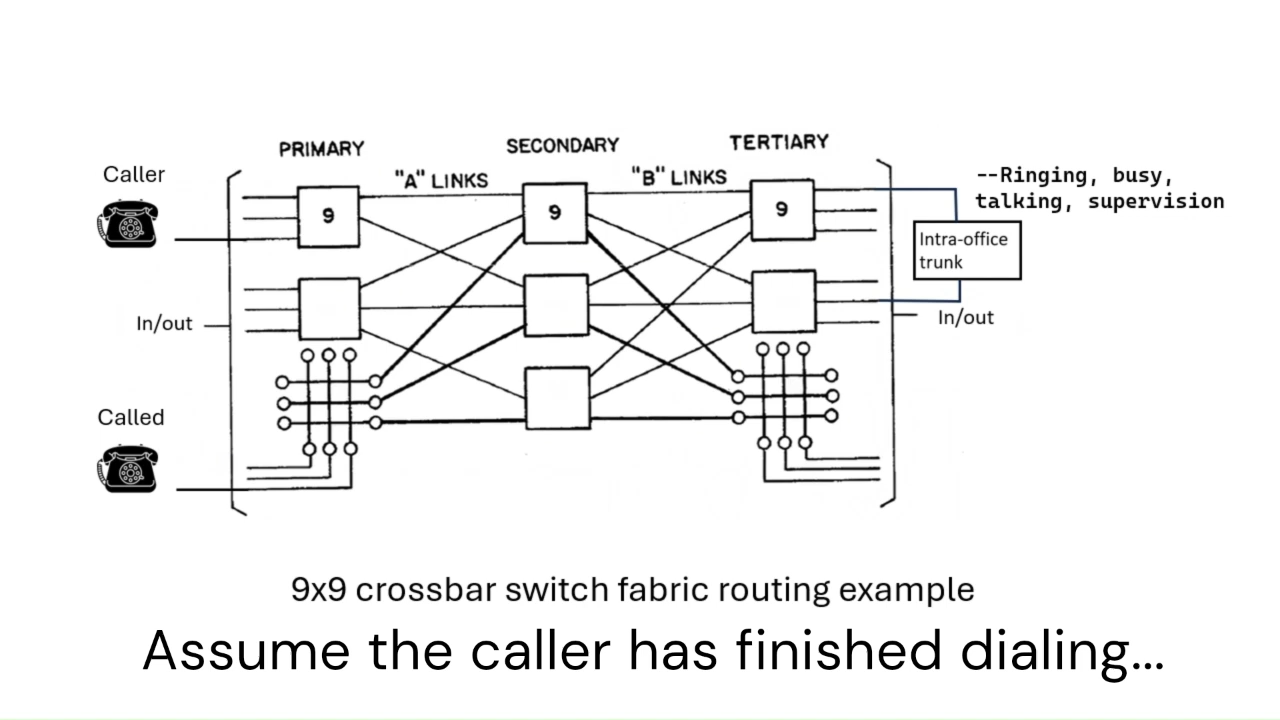 PRIMARY
SECONDARY
TERTIARY
"A" LINKS
"B" LINKS
Caller
--Ringing, busy,
talking, supervision
9
9
9
Intra-office
trunk
In/out
In/out
Called
9x9 crossbar switch fabric routing example
Assume the caller has finished dialing...